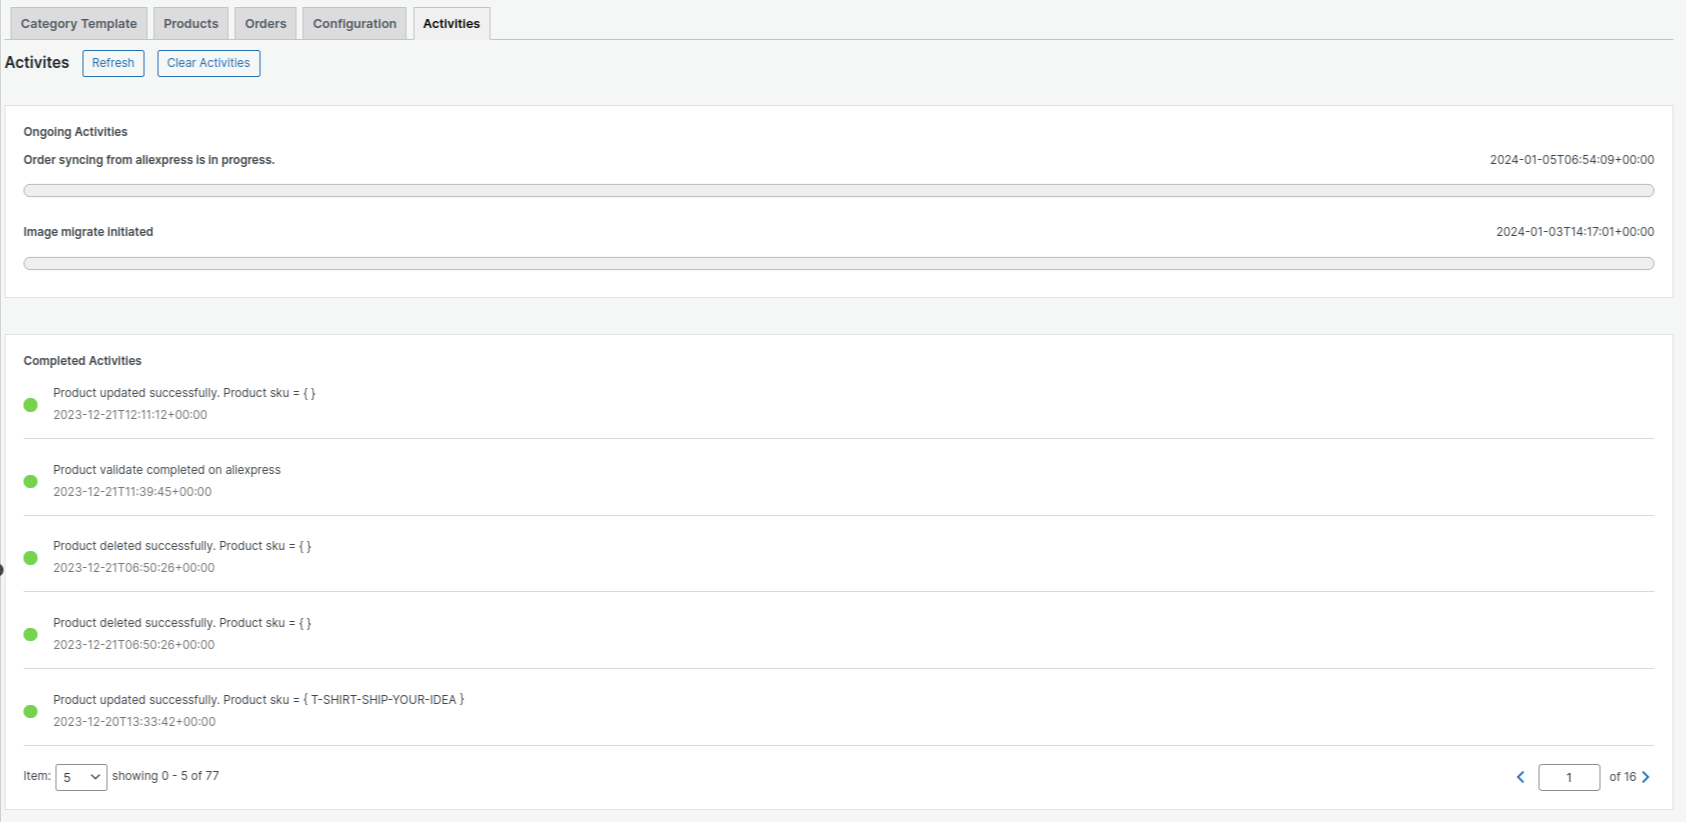 Category Template Products Orders Configuration Activities
Activites Refresh Clear Activities
Ongoing Activities
Order syncing from aliexpress is in progress. 2024-01-05T06:54:09+00:00
Image migrate initiated 2024-01-03T14:17:01+00:00
Completed Activities
Product updated successfully. Product sku = { }
2023-12-21T12:11:12+00:00
Product validate completed on aliexpress
2023-12-21T11:39:45+00:00
Product deleted successfully. Product sku = { }
2023-12-21T06:50:26+00:00
Product deleted successfully. Product sku = { }
2023-12-21T06:50:26+00:00
Product updated successfully. Product sku = { T-SHIRT-SHIP-YOUR-IDEA }
2023-12-20T13:33:42+00:00
Item: 5 showing 0 - 5 of 77 1 of 16